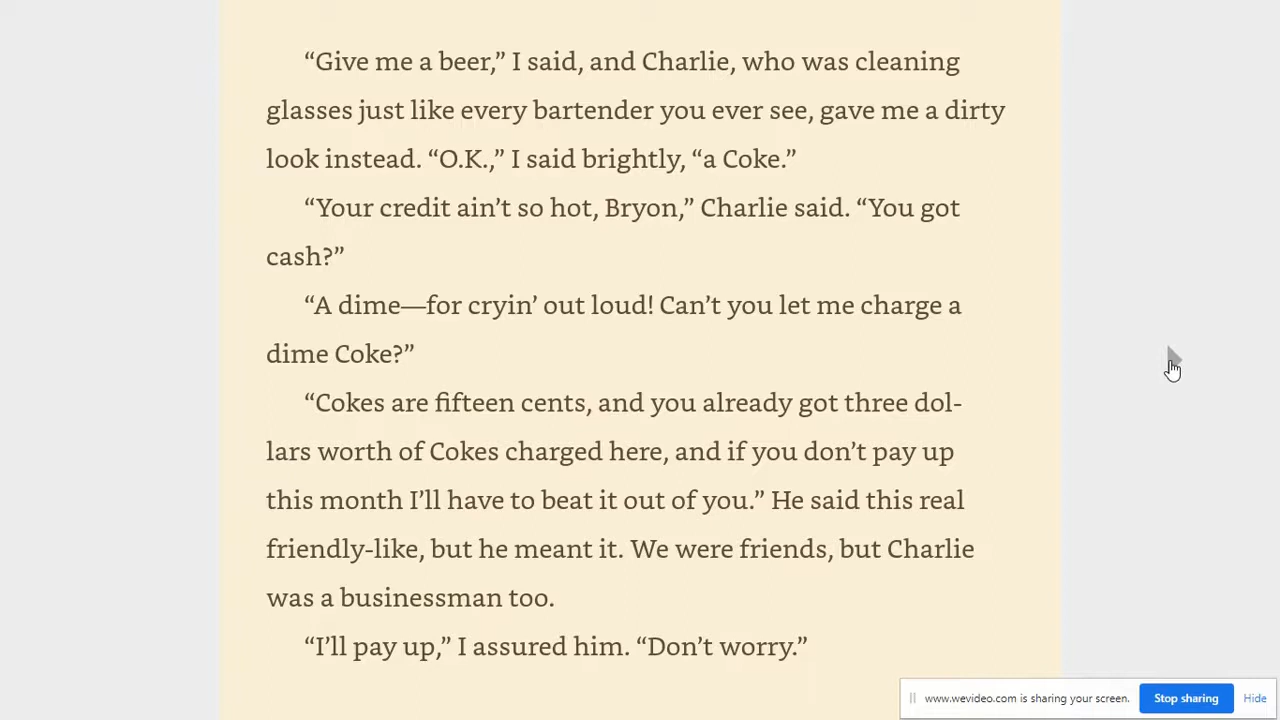 “Give me a beer,” I said, and Charlie, who was cleaning
glasses just like every bartender you ever see, gave me a dirty
look instead. “O.K.,” I said brightly, “a Coke.”
“Your credit ain’t so hot, Bryon,” Charlie said. “You got
cash?”
“A dime—for cryin’ out loud! Can’t you let me charge a
dime Coke?”
“Cokes are fifteen cents, and you already got three dol-
lars worth of Cokes charged here, and if you don’t pay up
this month I’ll have to beat it out of you.” He said this real
friendly-like, but he meant it. We were friends, but Charlie
was a businessman too.
“I’ll pay up,” I assured him. “Don’t worry.”
www.wevideo.com is sharing your screen. Stop sharing Hide